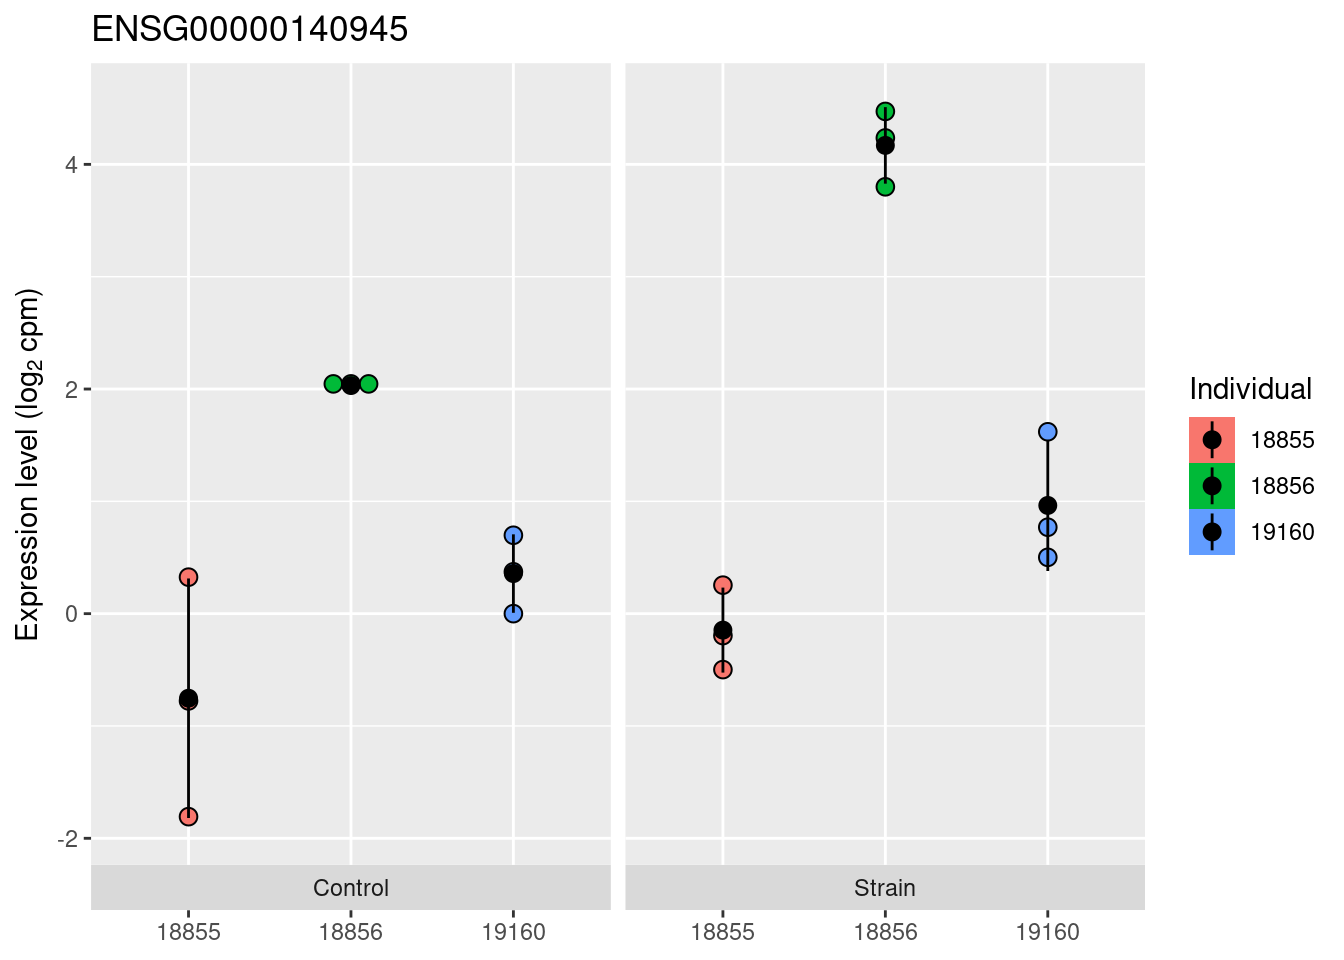 ENSG00000140945
Expression level (log₂ cpm)
4
2
0
-2
Control
Strain
18855
18856
19160
18855
18856
19160
Individual
18855
18856
19160